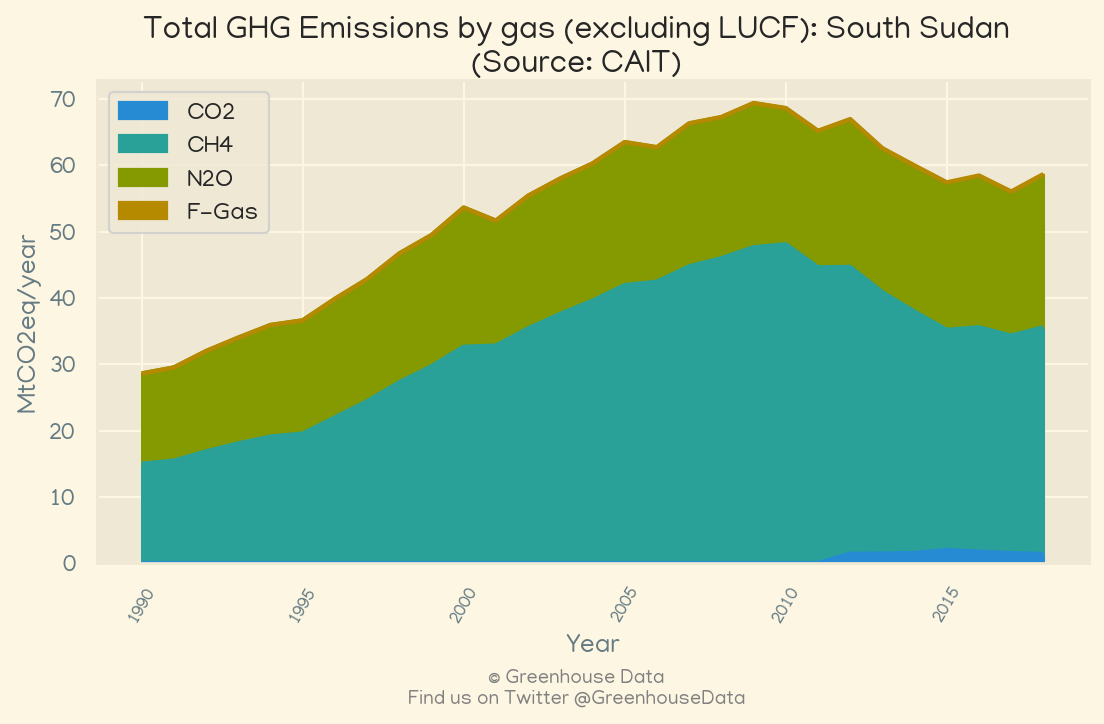 Total GHG Emissions by gas (excluding LUCF): South Sudan
(Source: CAIT)
70
60
50
40
30
20
10
0
MtCO2eq/year
CO2
CH4
N2O
F-Gas
1990
1995
2000
2005
2010
2015
Year
© Greenhouse Data
Find us on Twitter @GreenhouseData